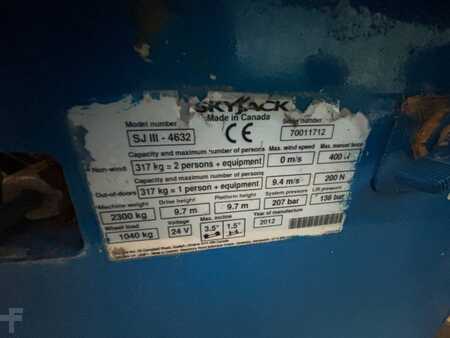 SKYJACK
Made in Canada
Model number
SJ III - 4632
CE
Serial number
70011712
Capacity and maximum number of persons
Max. wind speed
Max. manual force
Non-wind
317 kg = 2 persons + equipment
0 m/s
400 N
Capacity and maximum number of persons
Out-of-doors
317 kg = 1 persons + equipment
9.4 m/s
200 N
Machine weight
Drive height
Platform height
System pressure
Lift pressure
2300 kg
9.7 m
9.7 m
207 bar
138 bar
Wheel load
Voltage
Max. incline
Year of manufacture
1040 kg
24 V
3.5°
1.5°
2012
F